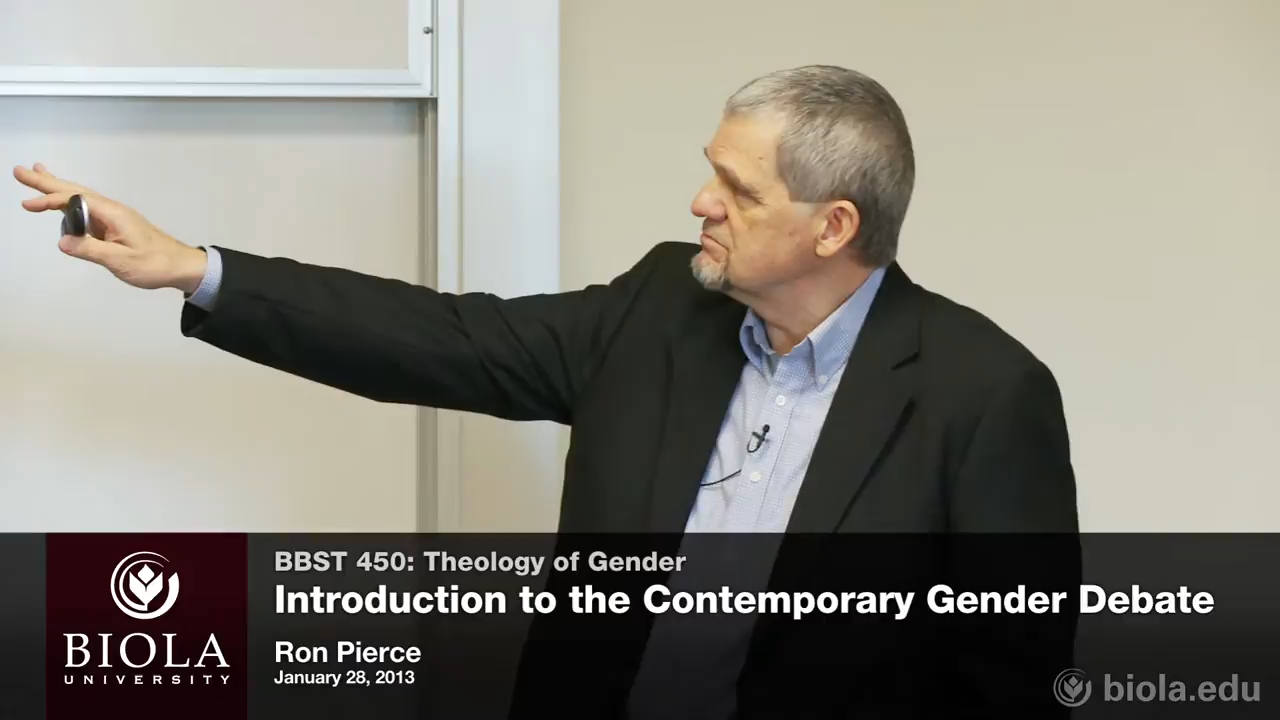 BBST 450: Theology of Gender
Introduction to the Contemporary Gender Debate
Ron Pierce
January 28, 2013
BIOLA
UNIVERSITY
biola.edu